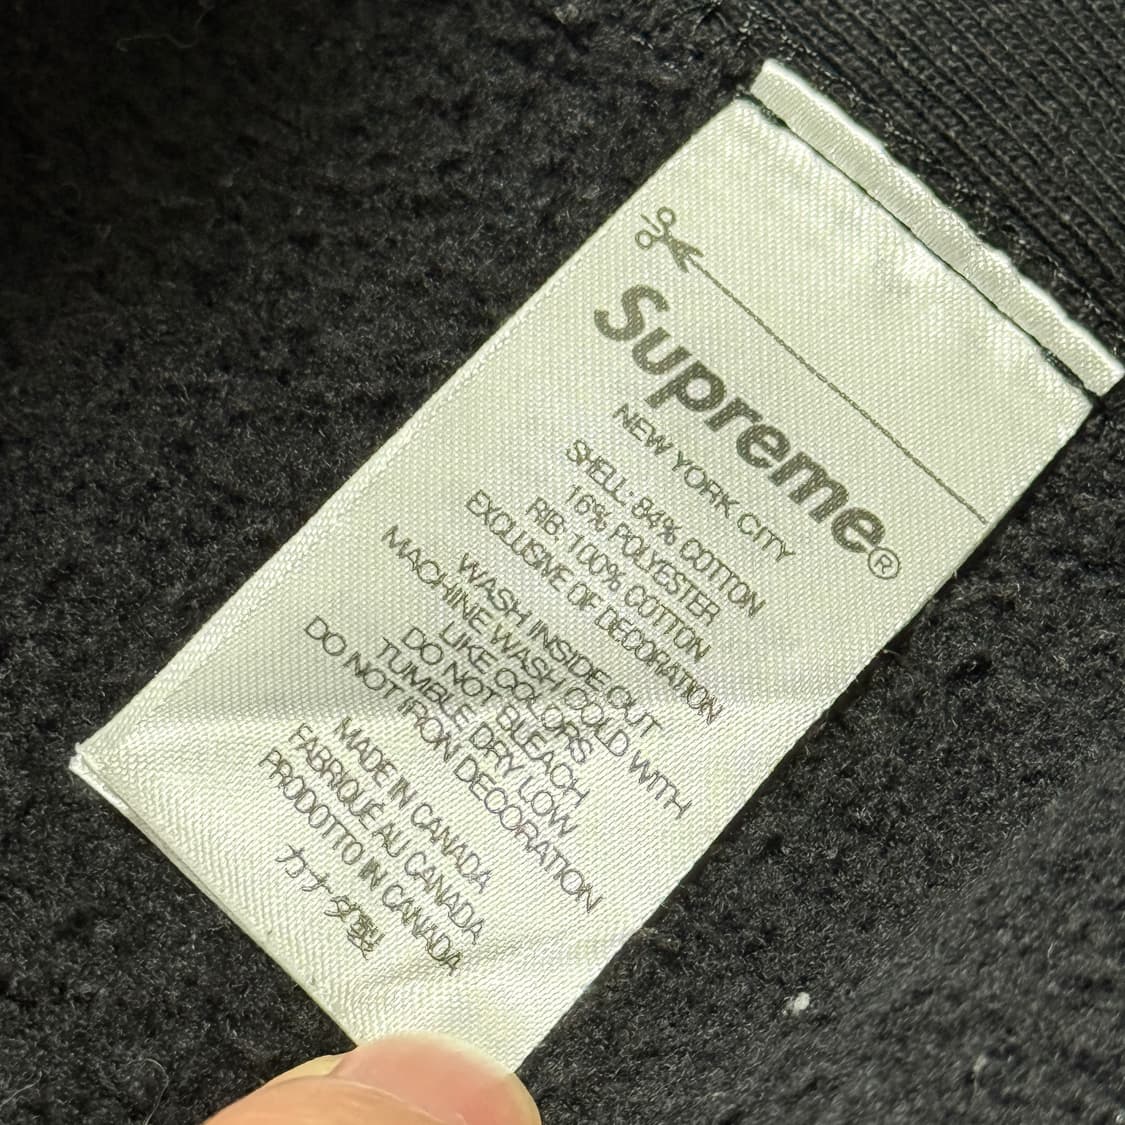 Supreme®
NEW YORK CITY
SHELL: 84% COTTON
16% POLYESTER
RIB: 100% COTTON
EXCLUSIVE OF DECORATION
WASH INSIDE OUT
MACHINE WASH COLD WITH
LIKE COLORS
DO NOT BLEACH
TUMBLE DRY LOW
DO NOT IRON DECORATION
MADE IN CANADA
FABRIQUÉ AU CANADA
PRODOTTO IN CANADA
カナダ製